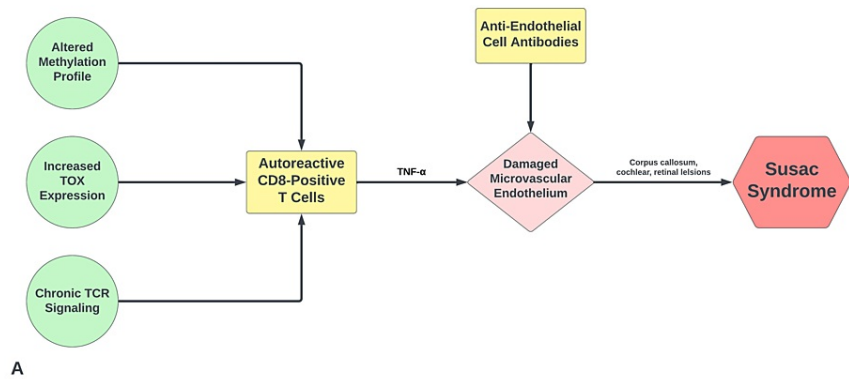 Altered
Methylation
Profile
Anti-Endothelial
Cell Antibodies
Increased
TOX
Expression
Autoreactive
CD8-Positive
T Cells
TNF-α
Damaged
Microvascular
Endothelium
Corpus callosum,
cochlear, retinal lelsions
Susac
Syndrome
Chronic TCR
Signaling
A